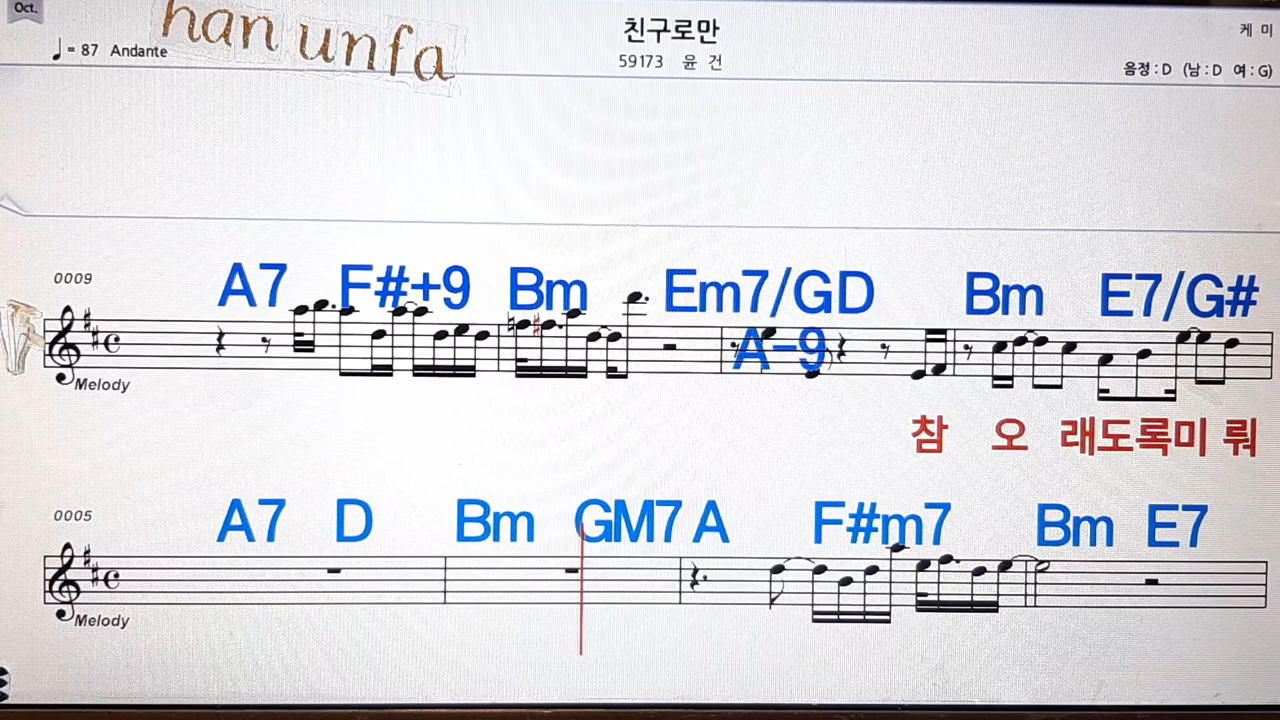 Oct.
han unfa
친구로만
케 미
♩= 87 Andante
59173 윤 건
음정 : D (남 : D 여 : G)
0009
A7 F#+9 Bm Em7/GD Bm E7/G#
A-9
Melody
참 오 래도록미 뤄
0005
A7 D Bm GM7 A F#m7 Bm E7
Melody